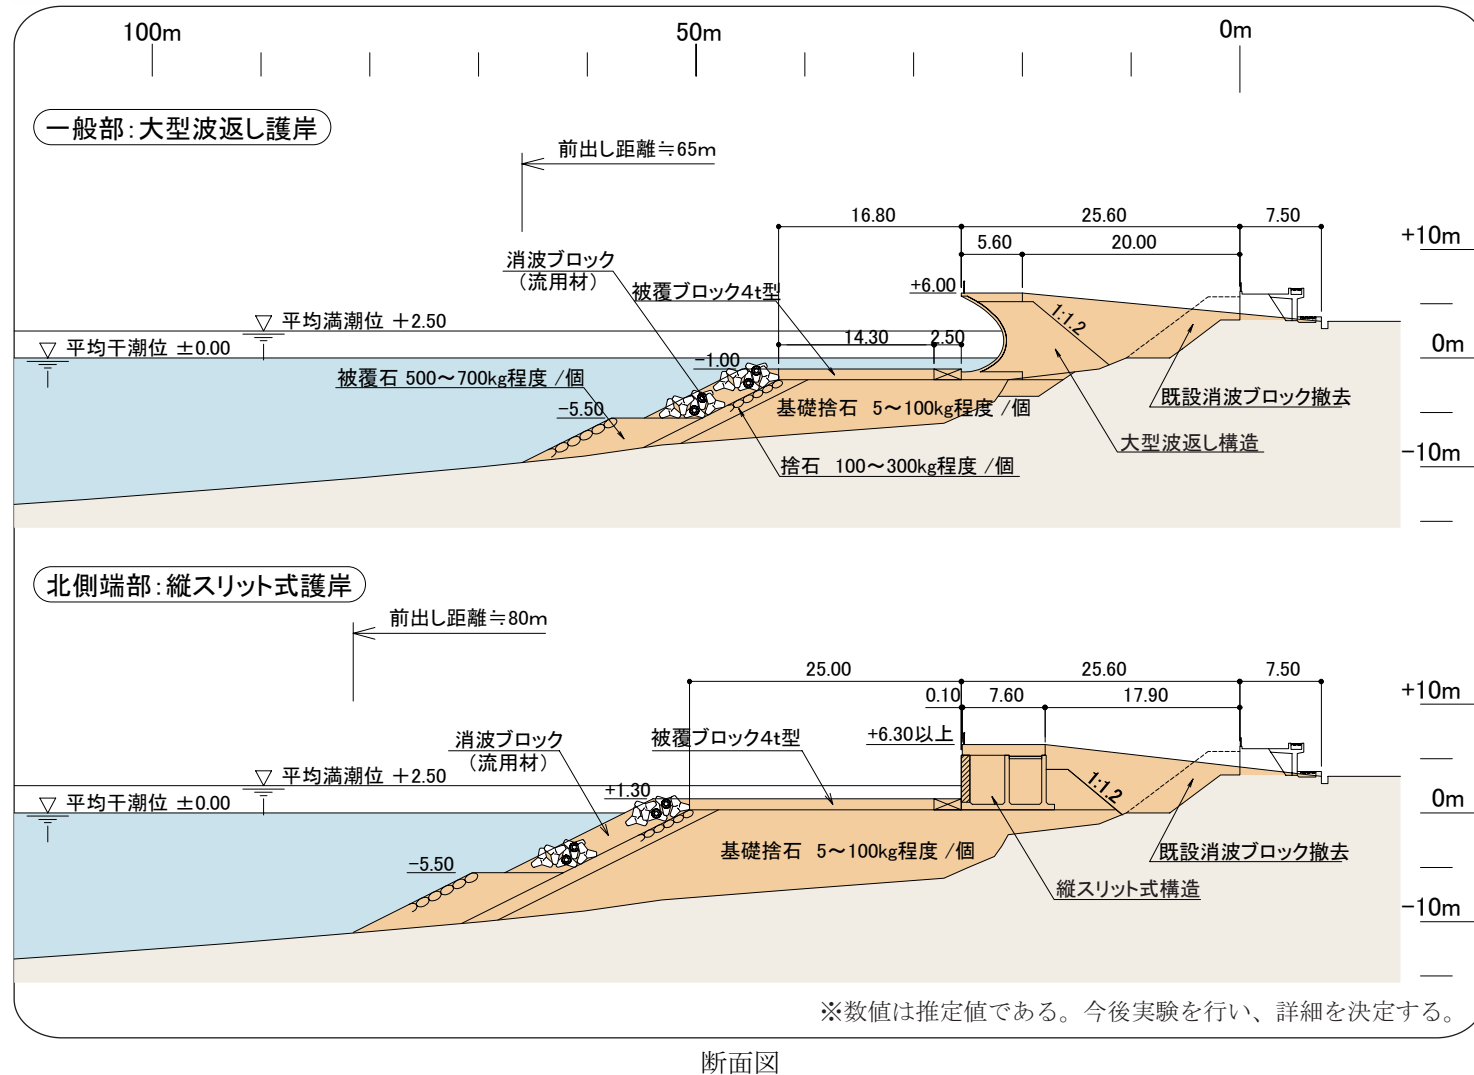 100m 50m 0m
一般部:大型波返し護岸
前出し距離≒65m
16.80 25.60 7.50
+10m
5.60 20.00
消波ブロック
(流用材)
被覆ブロック4t型
+6.00
平均満潮位 +2.50
1:1.2
14.30 2.50
0m
平均干潮位 ±0.00
-1.00
被覆石 500~700kg程度 /個
既設消波ブロック撤去
-5.50
基礎捨石 5~100kg程度 /個
大型波返し構造
-10m
捨石 100~300kg程度 /個
北側端部:縦スリット式護岸
前出し距離≒80m
25.00 25.60 7.50
+10m
0.10 7.60 17.90
消波ブロック
(流用材)
被覆ブロック4t型
+6.30以上
平均満潮位 +2.50
1:1.2
+1.30
平均干潮位 ±0.00
0m
-5.50
基礎捨石 5~100kg程度 /個
既設消波ブロック撤去
縦スリット式構造
-10m
※数値は推定値である。今後実験を行い、詳細を決定する。
断面図